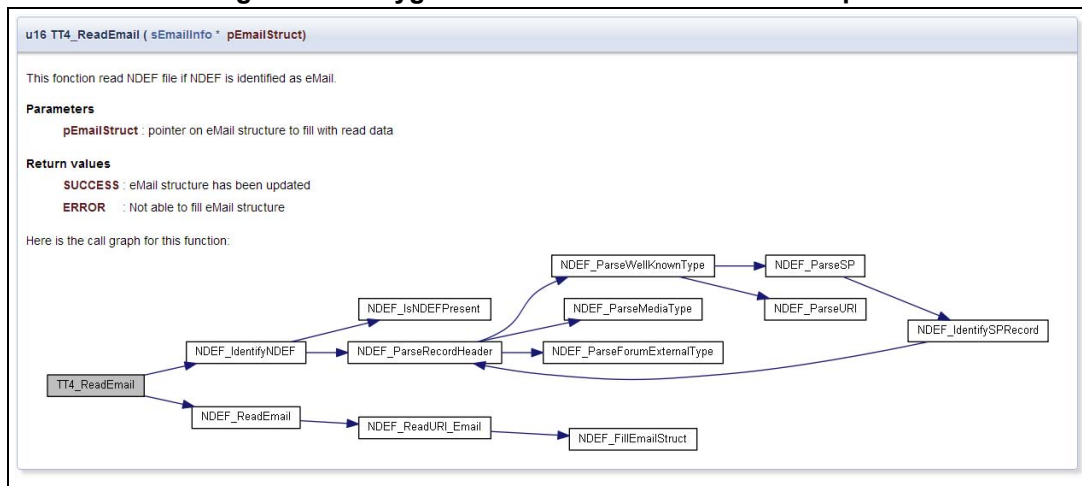 u16 TT4_ReadEmail ( sEmailInfo * pEmailStruct)
This fonction read NDEF file if NDEF is identified as eMail.
Parameters
pEmailStruct : pointer on eMail structure to fill with read data
Return values
SUCCESS : eMail structure has been updated
ERROR : Not able to fill eMail structure
Here is the call graph for this function:
NDEF_ParseWellKnownType
NDEF_ParseSP
NDEF_IsNDEFPresent
NDEF_ParseMediaType
NDEF_ParseURI
NDEF_IdentifySPRecord
NDEF_IdentifyNDEF
NDEF_ParseRecordHeader
NDEF_ParseForumExternalType
TT4_ReadEmail
NDEF_ReadEmail
NDEF_ReadURI_Email
NDEF_FillEmailStruct